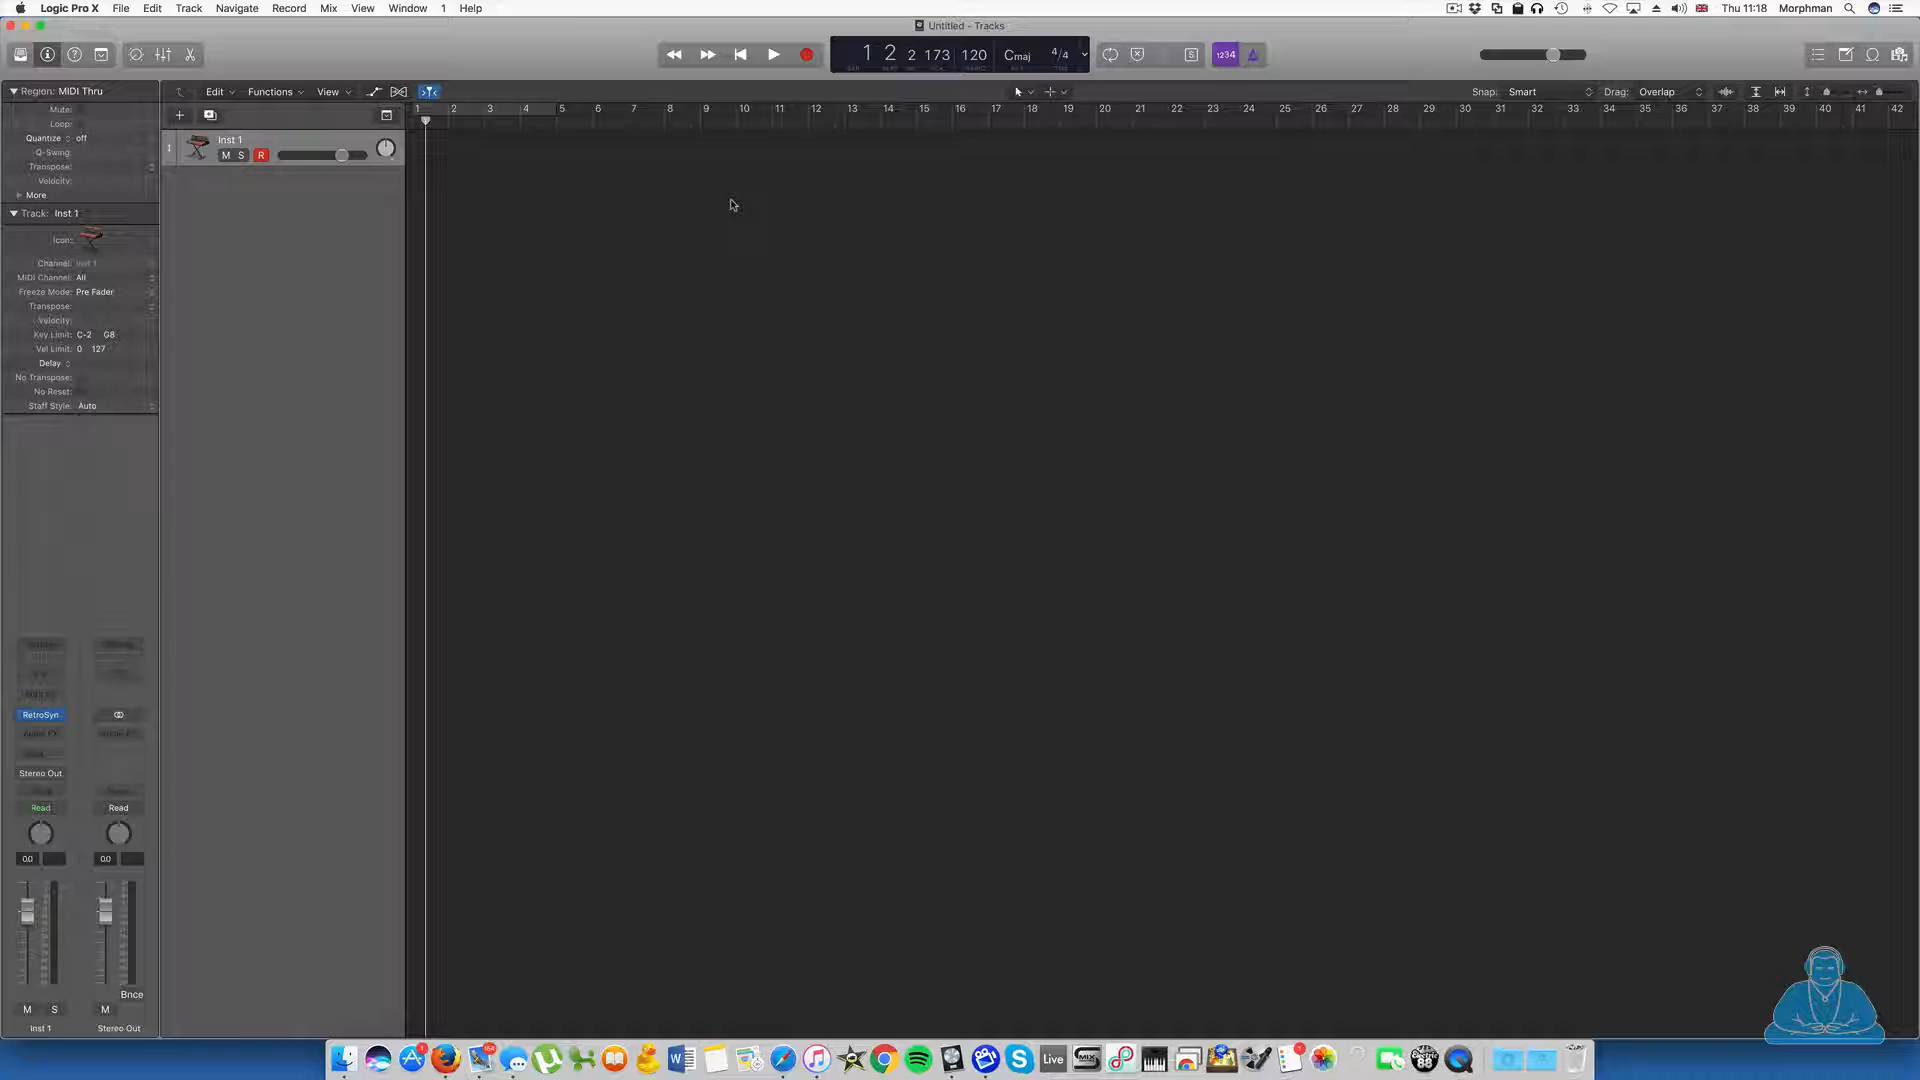 Logic Pro X File Edit Track Navigate Record Mix View Window 1 Help Thu 11:18 Morphman
Untitled - Tracks
1 2 2 173 120 Cmaj 4/4 S 1234
Region: MIDI Thru Edit Functions View Snap: Smart Drag: Overlap
Mute:
1 2 3 4 5 6 7 8 9 10 11 12 13 14 15 16 17 18 19 20 21 22 23 24 25 26 27 28 29 30 31 32 33 34 35 36 37 38 39 40 41 42
Loop:
Quantize off
Inst 1
Q-Swing:
M S R
Transpose:
Velocity:
More
Track: Inst 1
Icon:
Channel: Inst 1
MIDI Channel: All
Freeze Mode: Pre Fader
Transpose:
Velocity:
Key Limit: C-2 G8
Vel Limit: 0 127
Delay
No Transpose:
No Reset:
Staff Style: Auto
RetroSyn
Audio FX
Stereo Out
Read Read
0.0 0.0
Bnce
M S M
Inst 1 Stereo Out
W Live MIX Electric 88